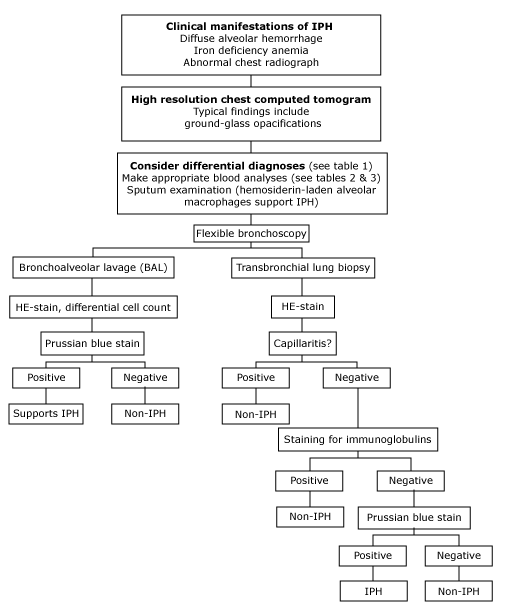 Clinical manifestations of IPH
Diffuse alveolar hemorrhage
Iron deficiency anemia
Abnormal chest radiograph
High resolution chest computed tomogram
Typical findings include
ground-glass opacifications
Consider differential diagnoses (see table 1)
Make appropriate blood analyses (see tables 2 & 3)
Sputum examination (hemosiderin-laden alveolar
macrophages support IPH)
Flexible bronchoscopy
Bronchoalveolar lavage (BAL)
Transbronchial lung biopsy
HE-stain, differential cell count
HE-stain
Prussian blue stain
Capillaritis?
Positive
Negative
Positive
Negative
Supports IPH
Non-IPH
Non-IPH
Staining for immunoglobulins
Positive
Negative
Non-IPH
Prussian blue stain
Positive
Negative
IPH
Non-IPH